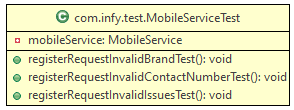 com.infy.test.MobileServiceTest
mobileService: MobileService
registerRequestInvalidBrandTest(): void
registerRequestInvalidContactNumberTest(): void
registerRequestInvalidIssuesTest(): void